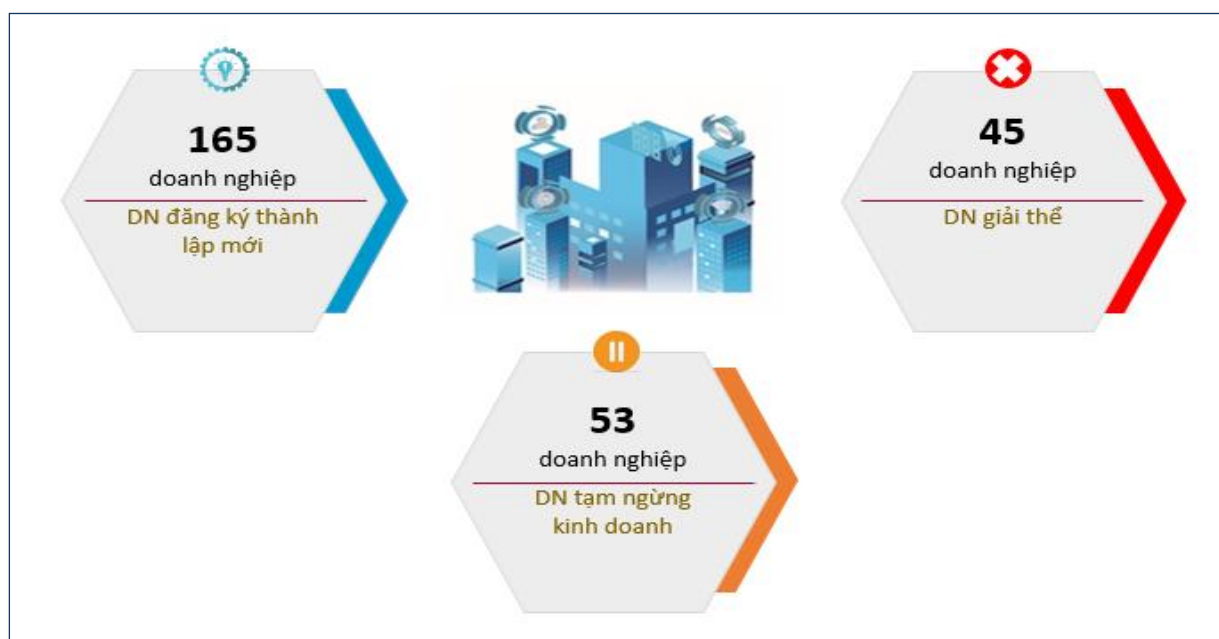 165
doanh nghiệp
DN đăng ký thành
lập mới
45
doanh nghiệp
DN giải thể
53
doanh nghiệp
DN tạm ngừng
kinh doanh